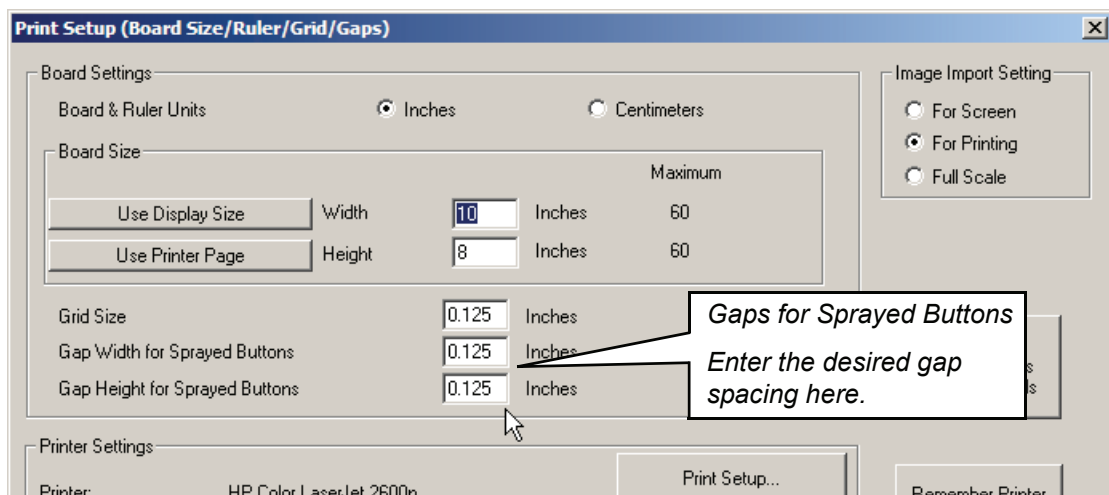 Print Setup (Board Size/Ruler/Grid/Gaps)
Board Settings
Board & Ruler Units
Inches
Centimeters
Board Size
Maximum
Use Display Size
Width
10
Inches
60
Use Printer Page
Height
8
Inches
60
Grid Size
0.125
Inches
Gap Width for Sprayed Buttons
0.125
Inches
Gap Height for Sprayed Buttons
0.125
Inches
Gaps for Sprayed Buttons
Enter the desired gap
spacing here.
Image Import Setting
For Screen
For Printing
Full Scale
Printer Settings
Printer:
HP Color LaserJet 2600n
Print Setup...
Remember Printer